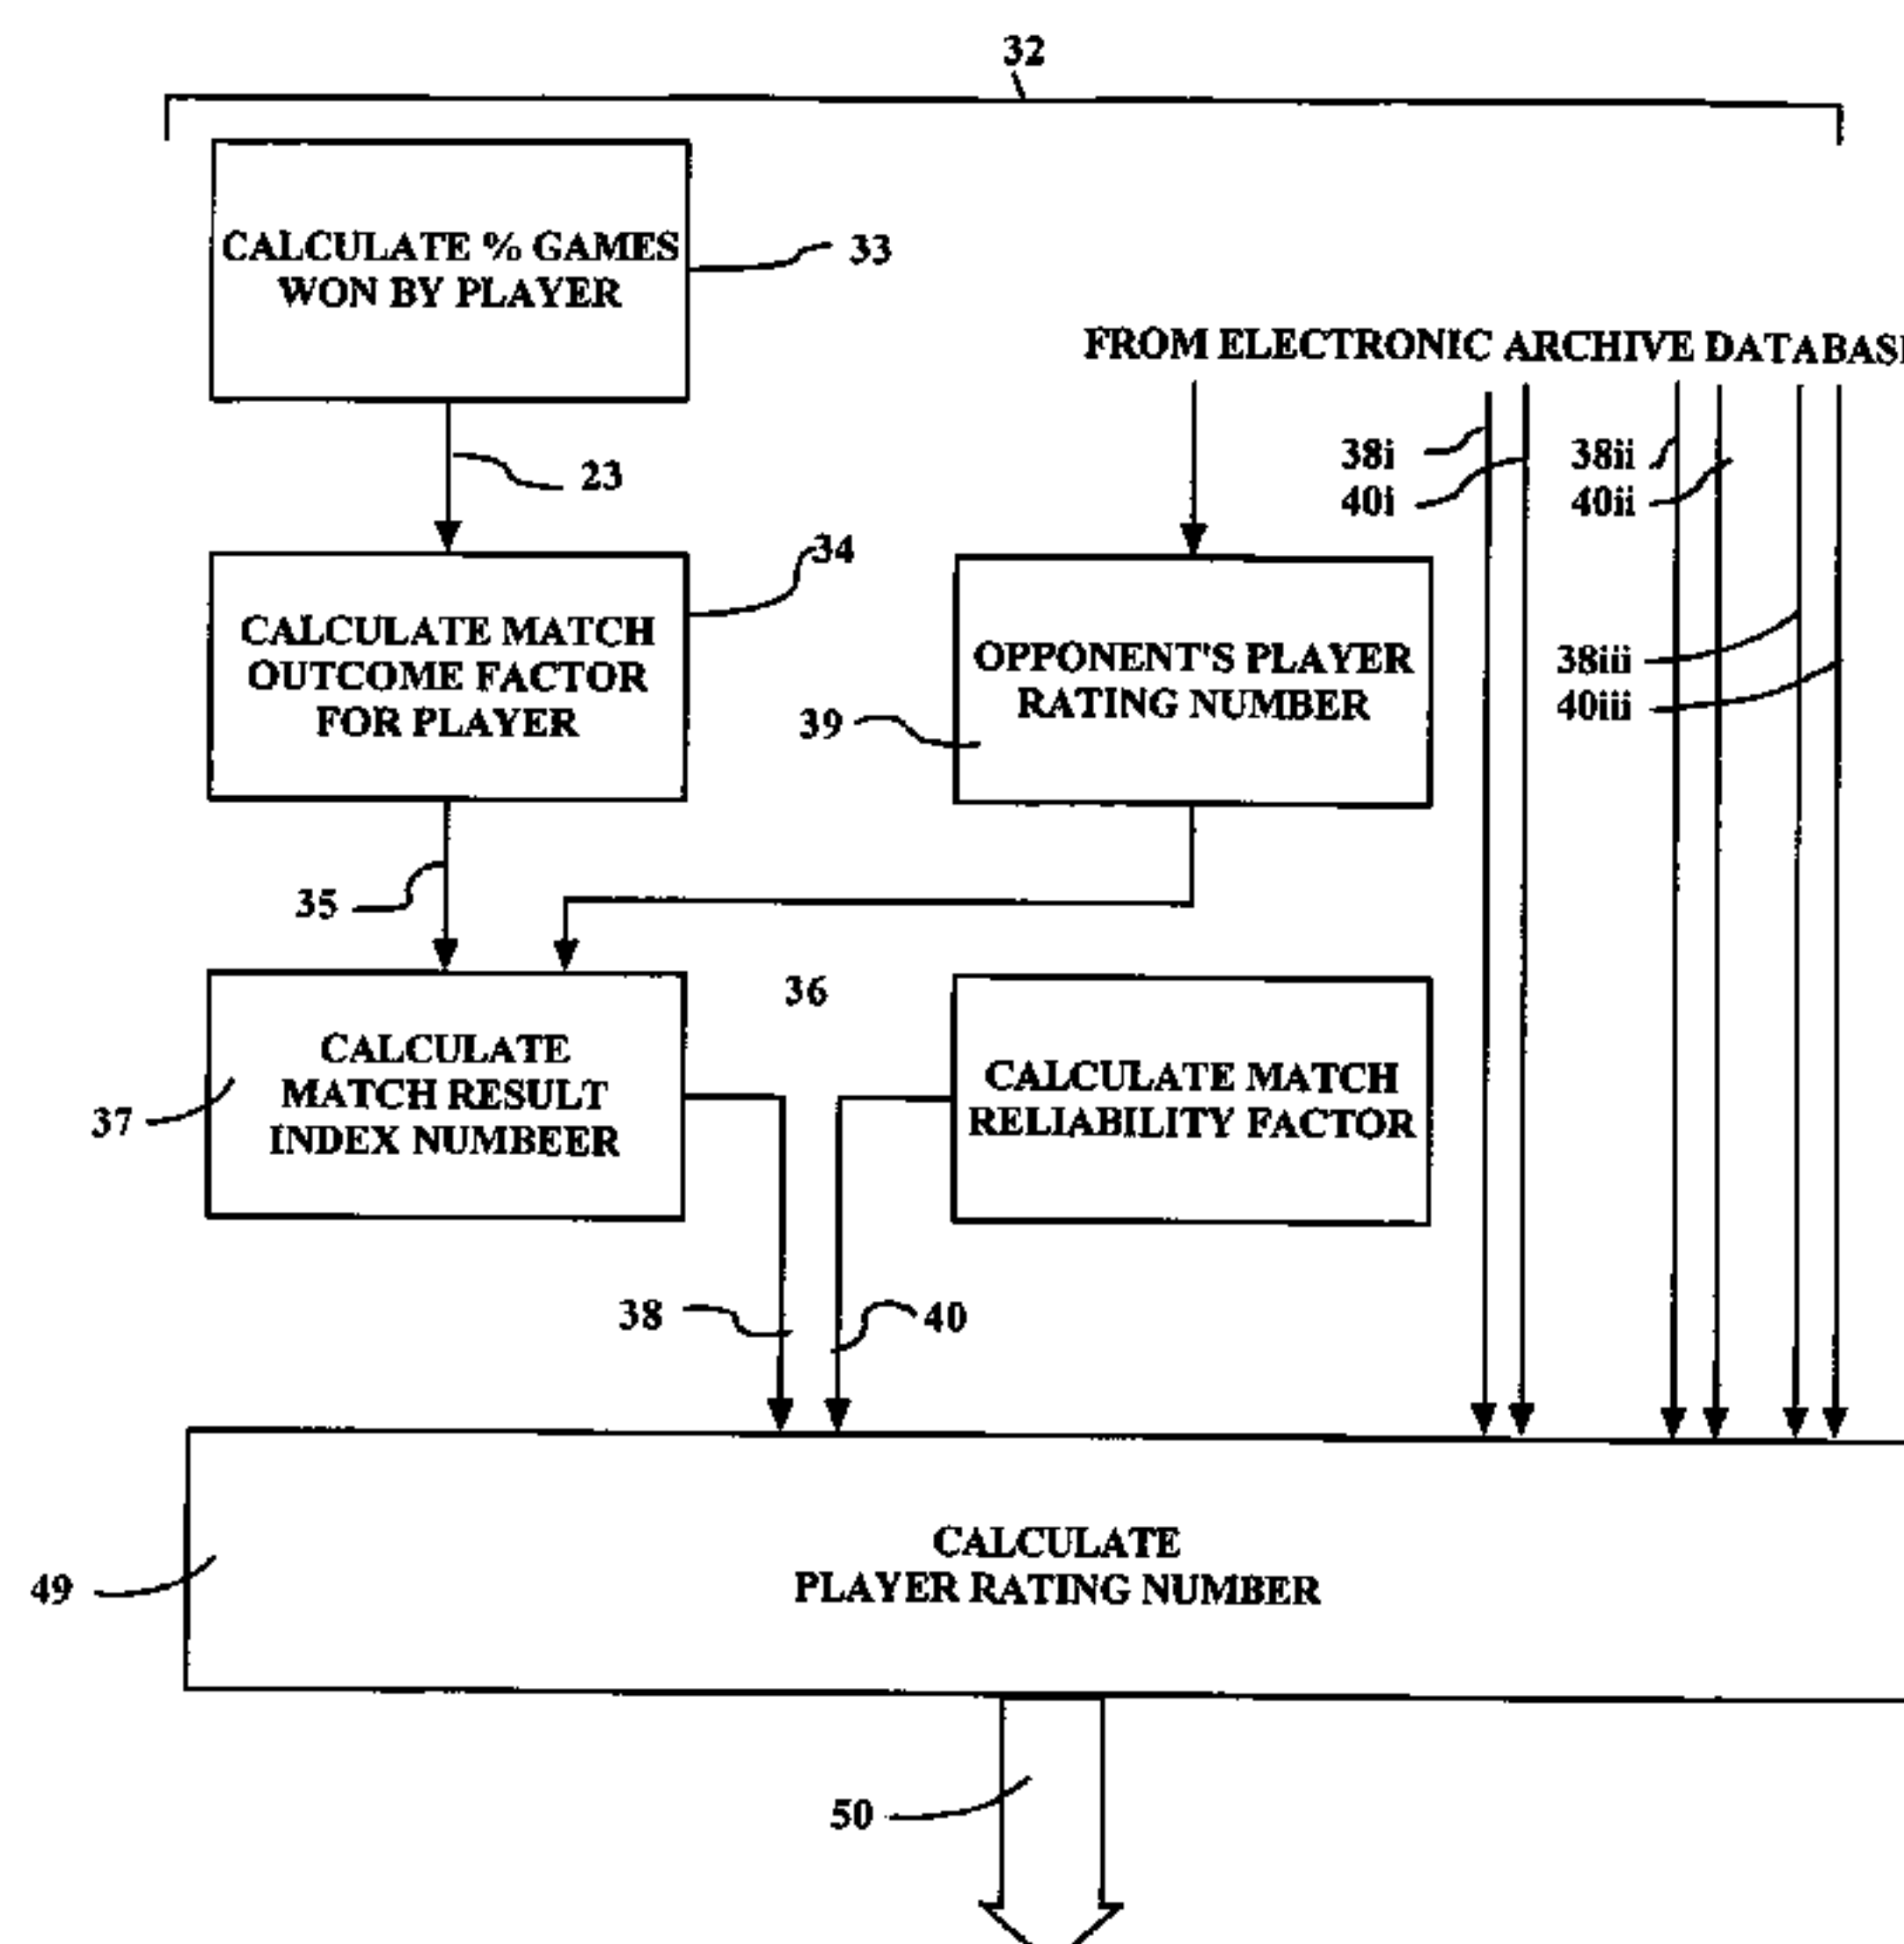 32
CALCULATE % GAMES
WON BY PLAYER
33
FROM ELECTRONIC ARCHIVE
23
38i
40i
38ii
40ii
34
CALCULATE MATCH
OUTCOME FACTOR
FOR PLAYER
OPPONENT'S PLAYER
RATING NUMBER
39
38iii
40iii
35
36
CALCULATE
MATCH RESULT
INDEX NUMBEER
37
CALCULATE MATCH
RELIABILITY FACTOR
38
40
CALCULATE
PLAYER RATING NUMBER
49
50